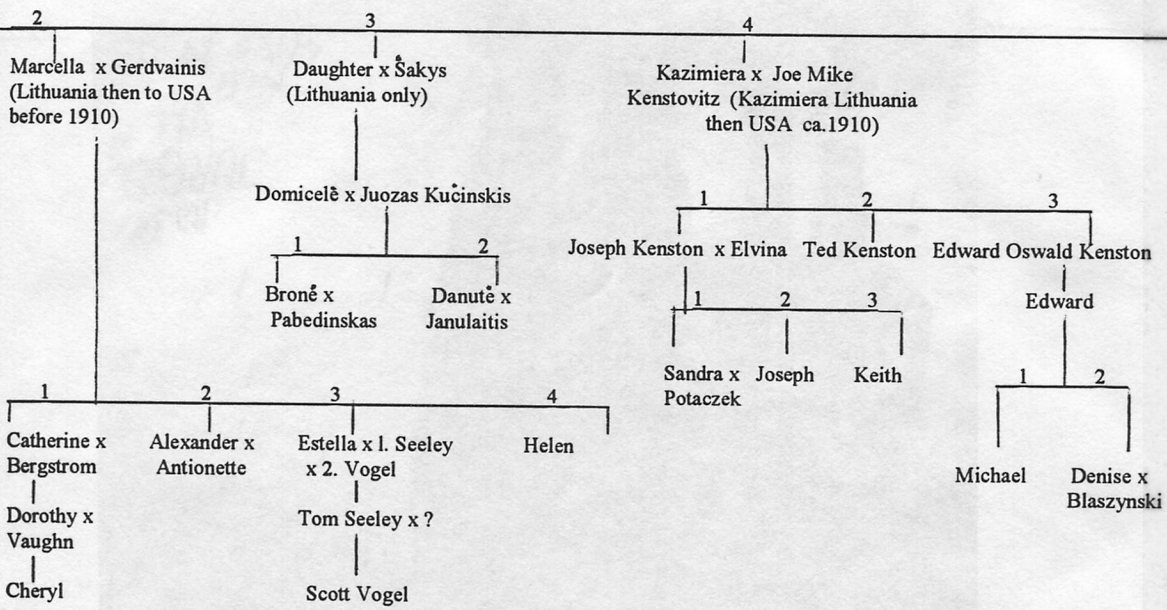 2 3 4
Marcella x Gerdvainis
(Lithuania then to USA
before 1910)
Daughter x Šakys
(Lithuania only)
Kazimiera x Joe Mike
Kenstovitz (Kazimiera Lithuania
then USA ca.1910)
Domicelė x Juozas Kučinskis
1 2
Bronė x
Pabedinskas
Danutė x
Janulaitis
1 2 3
Joseph Kenston x Elvina
Ted Kenston
Edward Oswald Kenston
1 2 3
Sandra x
Potaczek
Joseph
Keith
Edward
1 2
Michael
Denise x
Blaszynski
1 2 3 4
Catherine x
Bergstrom
Alexander x
Antionette
Estella x l. Seeley
x 2. Vogel
Helen
Dorothy x
Vaughn
Tom Seeley x ?
Cheryl
Scott Vogel